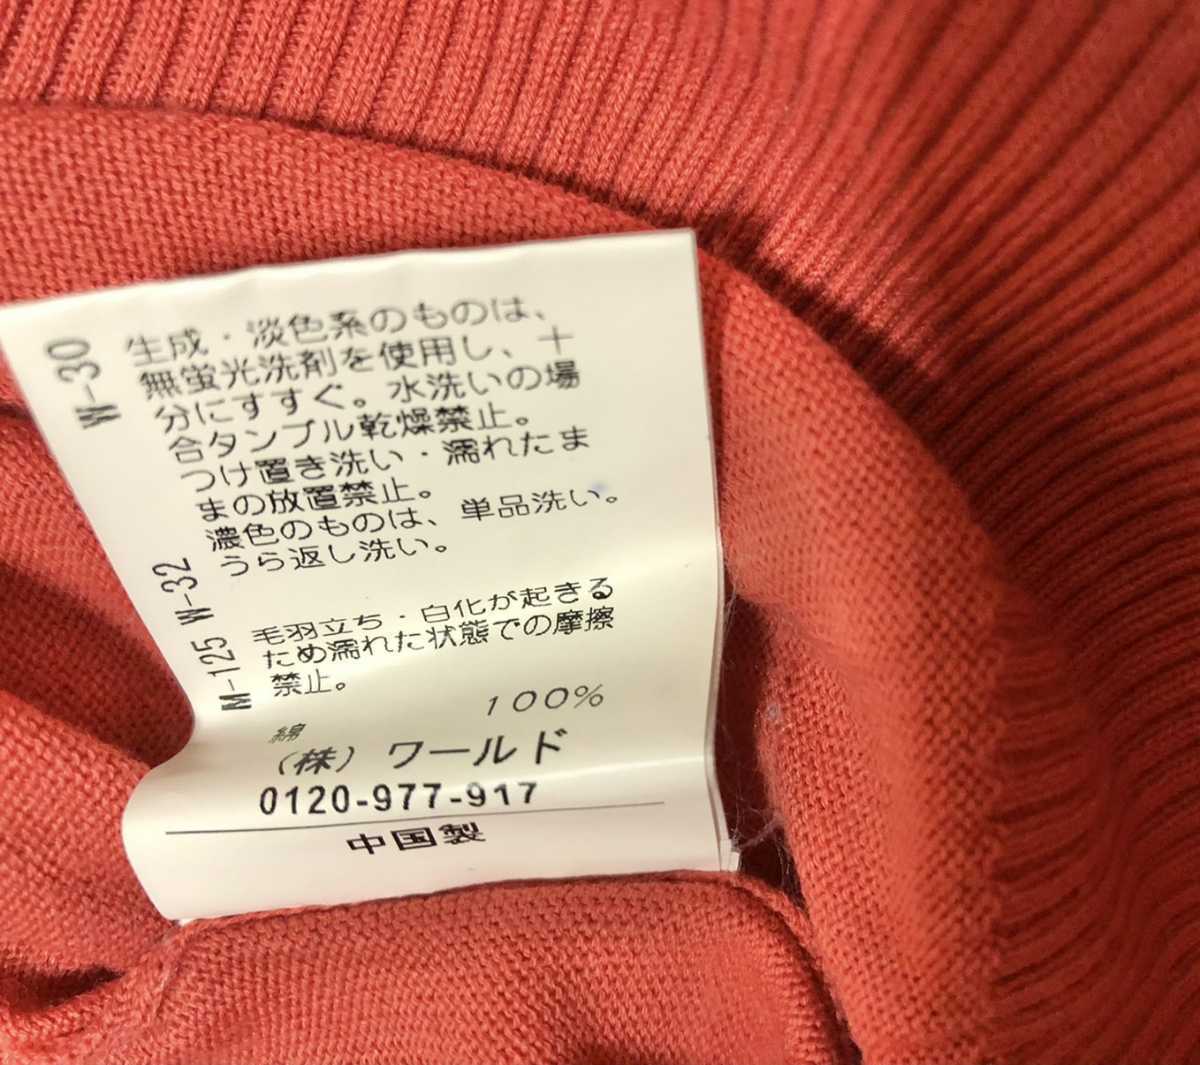 W-30
生成・淡色系のものは、
無蛍光洗剤を使用し、十
分にすすぐ。水洗いの場
合タンブル乾燥禁止。
つけ置き洗い・濡れたま
まの放置禁止。
濃色のものは、単品洗い。
うら返し洗い。
M-125 W-32
毛羽立ち・白化が起きる
ため濡れた状態での摩擦
禁止。
綿 100%
(株)ワールド
0120-977-917
中国製